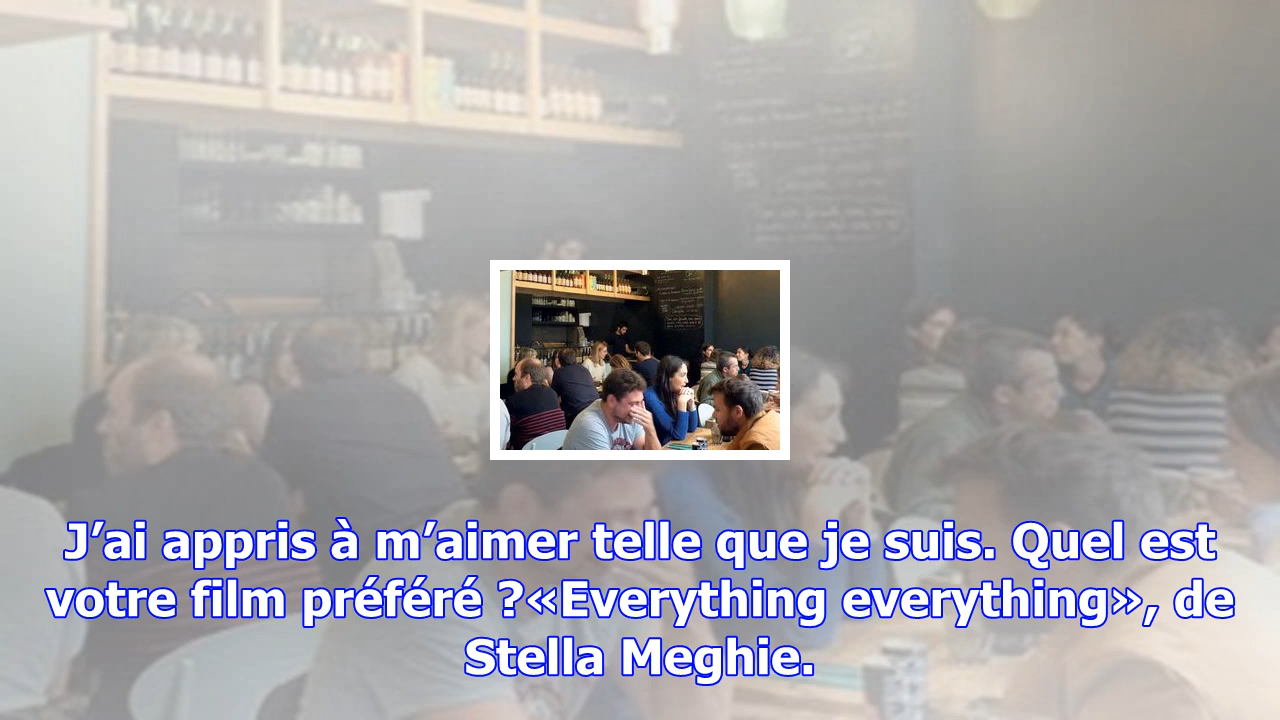 J’ai appris à m’aimer telle que je suis. Quel est
votre film préféré ?«Everything everything», de
Stella Meghie.